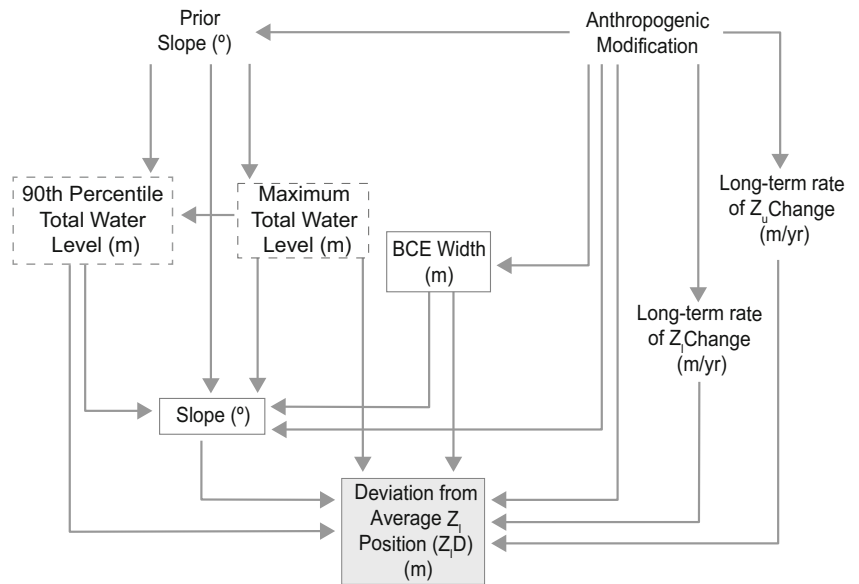 Prior
Slope (º)
Anthropogenic
Modification
90th Percentile
Total Water
Level (m)
Maximum
Total Water
Level (m)
BCE Width
(m)
Long-term rate
of Zu Change
(m/yr)
Long-term rate
of Zl Change
(m/yr)
Slope (º)
Deviation from
Average Zl
Position (ZlD)
(m)